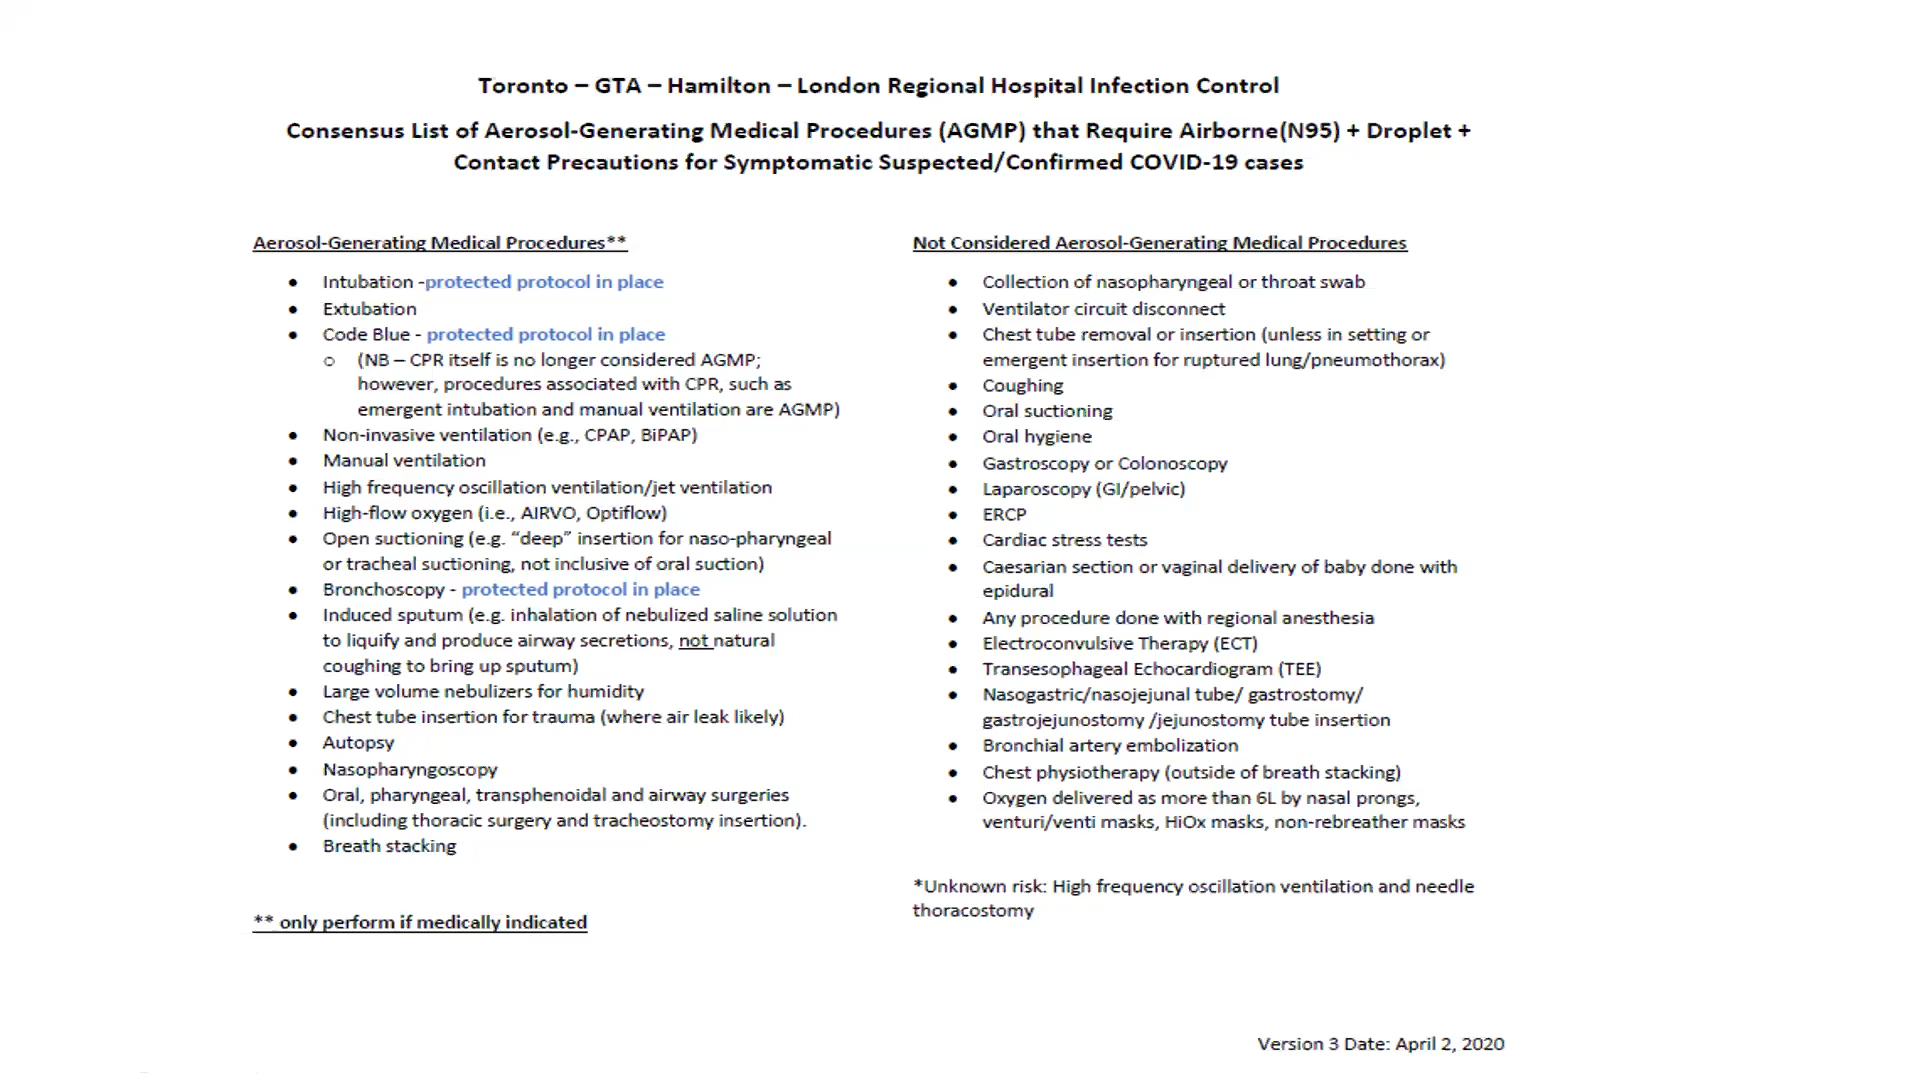 Toronto – GTA – Hamilton – London Regional Hospital Infection Control
Consensus List of Aerosol-Generating Medical Procedures (AGMP) that Require Airborne(N95) + Droplet +
Contact Precautions for Symptomatic Suspected/Confirmed COVID-19 cases
Aerosol-Generating Medical Procedures**
• Intubation -protected protocol in place
• Extubation
• Code Blue - protected protocol in place
o (NB – CPR itself is no longer considered AGMP;
however, procedures associated with CPR, such as
emergent intubation and manual ventilation are AGMP)
• Non-invasive ventilation (e.g., CPAP, BiPAP)
• Manual ventilation
• High frequency oscillation ventilation/jet ventilation
• High-flow oxygen (i.e., AIRVO, Optiflow)
• Open suctioning (e.g. “deep” insertion for naso-pharyngeal
or tracheal suctioning, not inclusive of oral suction)
• Bronchoscopy - protected protocol in place
• Induced sputum (e.g. inhalation of nebulized saline solution
to liquify and produce airway secretions, not natural
coughing to bring up sputum)
• Large volume nebulizers for humidity
• Chest tube insertion for trauma (where air leak likely)
• Autopsy
• Nasopharyngoscopy
• Oral, pharyngeal, transphenoidal and airway surgeries
(including thoracic surgery and tracheostomy insertion).
• Breath stacking
** only perform if medically indicated
Not Considered Aerosol-Generating Medical Procedures
• Collection of nasopharyngeal or throat swab
• Ventilator circuit disconnect
• Chest tube removal or insertion (unless in setting or
emergent insertion for ruptured lung/pneumothorax)
• Coughing
• Oral suctioning
• Oral hygiene
• Gastroscopy or Colonoscopy
• Laparoscopy (GI/pelvic)
• ERCP
• Cardiac stress tests
• Caesarian section or vaginal delivery of baby done with
epidural
• Any procedure done with regional anesthesia
• Electroconvulsive Therapy (ECT)
• Transesophageal Echocardiogram (TEE)
• Nasogastric/nasojejunal tube/ gastrostomy/
gastrojejunostomy /jejunostomy tube insertion
• Bronchial artery embolization
• Chest physiotherapy (outside of breath stacking)
• Oxygen delivered as more than 6L by nasal prongs,
venturi/venti masks, HiOx masks, non-rebreather masks
*Unknown risk: High frequency oscillation ventilation and needle
thoracostomy
Version 3 Date: April 2, 2020